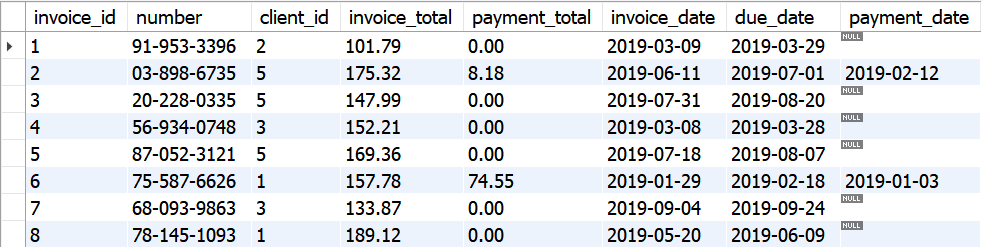 invoice_id number client_id invoice_total payment_total invoice_date due_date payment_date
1 91-953-3396 2 101.79 0.00 2019-03-09 2019-03-29 NULL
2 03-898-6735 5 175.32 8.18 2019-06-11 2019-07-01 2019-02-12
3 20-228-0335 5 147.99 0.00 2019-07-31 2019-08-20 NULL
4 56-934-0748 3 152.21 0.00 2019-03-08 2019-03-28 NULL
5 87-052-3121 5 169.36 0.00 2019-07-18 2019-08-07 NULL
6 75-587-6626 1 157.78 74.55 2019-01-29 2019-02-18 2019-01-03
7 68-093-9863 3 133.87 0.00 2019-09-04 2019-09-24 NULL
8 78-145-1093 1 189.12 0.00 2019-05-20 2019-06-09 NULL